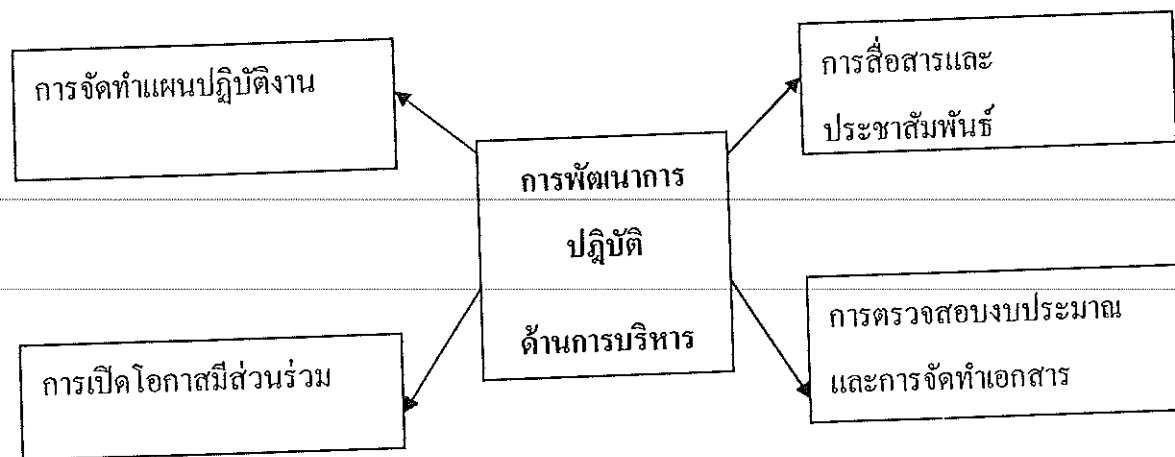 การจัดทำแผนปฏิบัติงาน
การสื่อสารและ
ประชาสัมพันธ์
การพัฒนาการ
ปฎิบัติ
ด้านการบริหาร
การเปิดโอกาสมีส่วนร่วม
การตรวจสอบงบประมาณ
และการจัดทำเอกสาร